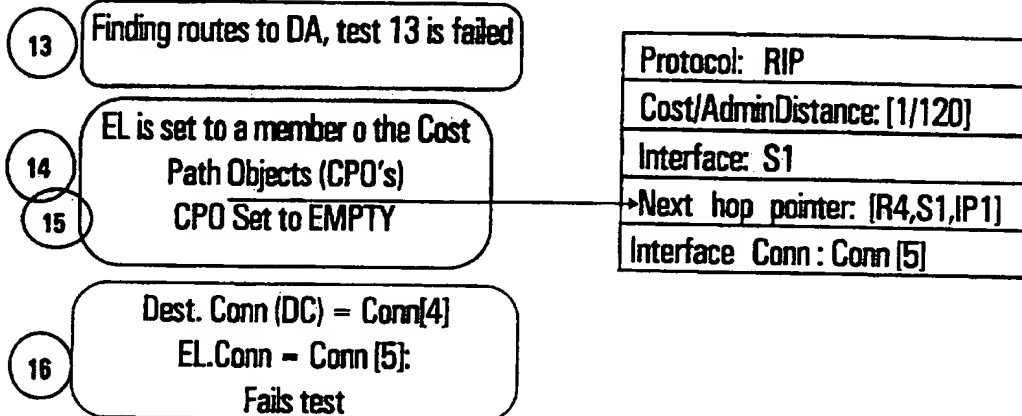 13
Finding routes to DA, test 13 is failed
14
15
EL is set to a member o the Cost
Path Objects (CPO's)
CPO Set to EMPTY
Protocol: RIP
Cost/AdminDistance: [1/120]
Interface: S1
Next hop pointer: [R4,S1,IP1]
Interface Conn: Conn [5]
16
Dest. Conn (DC) = Conn[4]
EL.Conn = Conn [5]:
Fails test